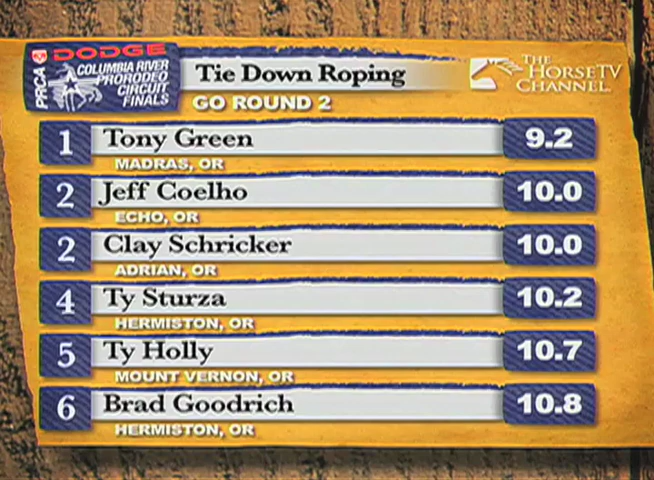 PRCA DODGE
COLUMBIA RIVER
PRORODEO
CIRCUIT
FINALS
Tie Down Roping
GO ROUND 2
THE
HORSETV
CHANNEL
1 Tony Green 9.2
MADRAS, OR
2 Jeff Coelho 10.0
ECHO, OR
2 Clay Schricker 10.0
ADRIAN, OR
4 Ty Sturza 10.2
HERMISTON, OR
5 Ty Holly 10.7
MOUNT VERNON, OR
6 Brad Goodrich 10.8
HERMISTON, OR